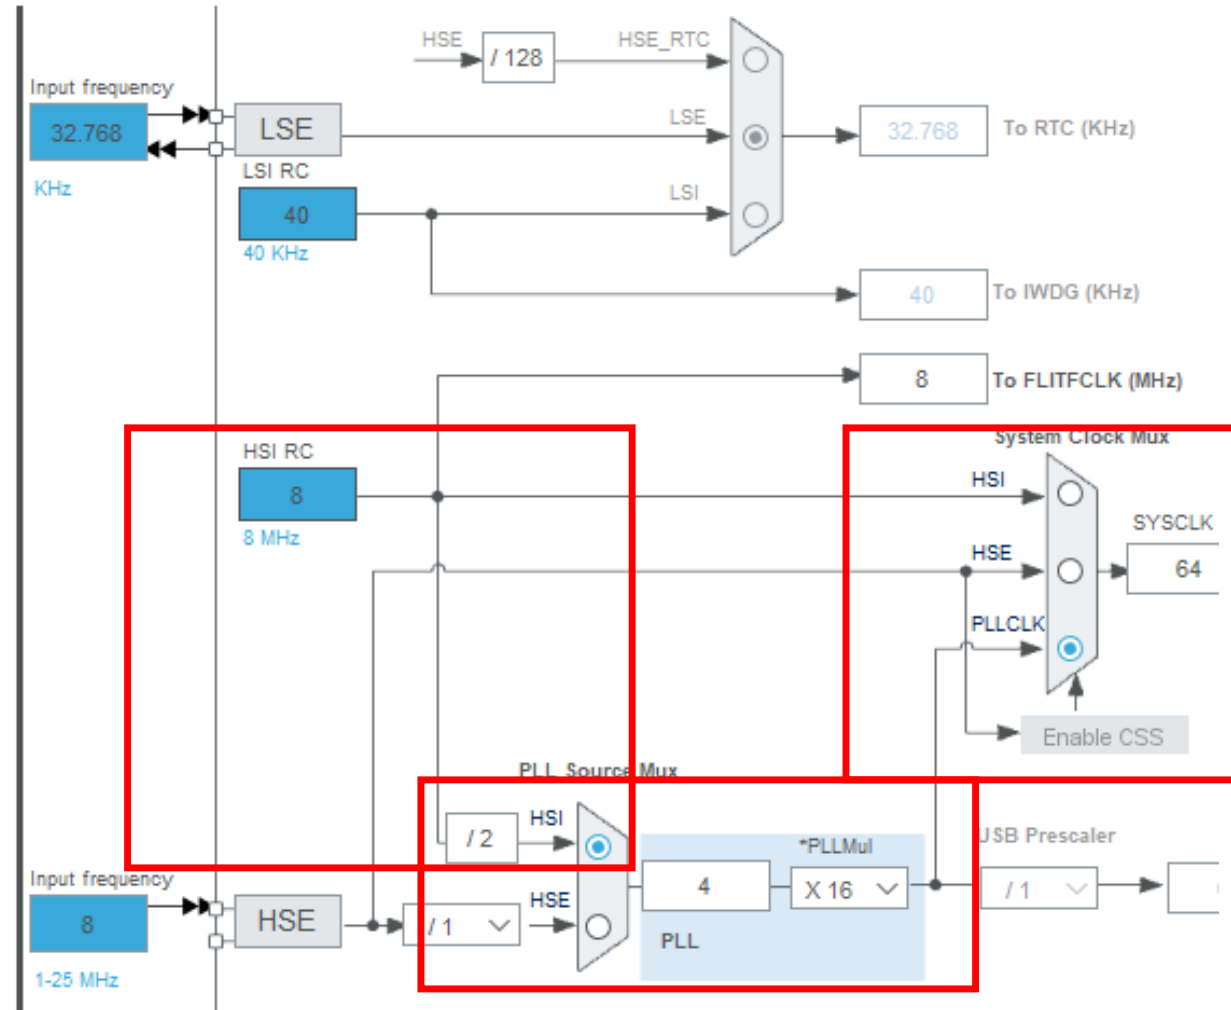 HSE
/ 128
HSE_RTC
Input frequency
32.768
LSE
LSE
32.768
To RTC (KHz)
KHz
LSI RC
40
LSI
40 KHz
40
To IWDG (KHz)
8
To FLITFCLK (MHz)
System Clock Mux
HSI RC
8
8 MHz
HSI
SYSCLK
HSE
64
PLLCLK
Enable CSS
PLL Source Mux
HSI
/ 2
*PLLMul
USB Prescaler
Input frequency
8
HSE
/ 1
HSE
4
X 16
/ 1
PLL
1-25 MHz